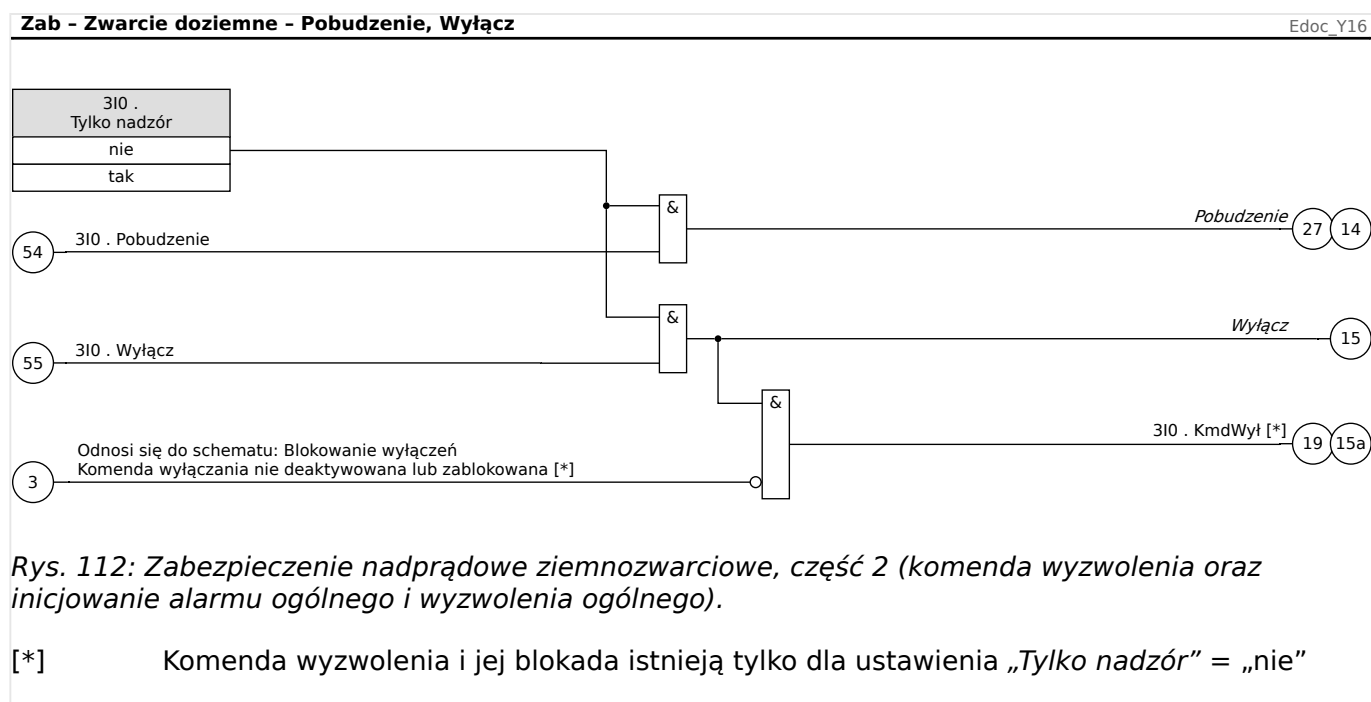 Zab – Zwarcie doziemne – Pobudzenie, Wyłącz
Edoc_Y16
3I0 .
Tylko nadzór
nie
tak
&
Pobudzenie
27
14
54
3I0 . Pobudzenie
&
Wyłącz
15
55
3I0 . Wyłącz
&
3I0 . KmdWył [*]
19
15a
Odnosi się do schematu: Blokowanie wyłączeń
Komenda wyłączania nie deaktywowana lub zablokowana [*]
3
Rys. 112: Zabezpieczenie nadprądowe ziemnozwarciowe, część 2 (komenda wyzwolenia oraz
inicjowanie alarmu ogólnego i wyzwolenia ogólnego).
[*] Komenda wyzwolenia i jej blokada istnieją tylko dla ustawienia „Tylko nadzór” = „nie”